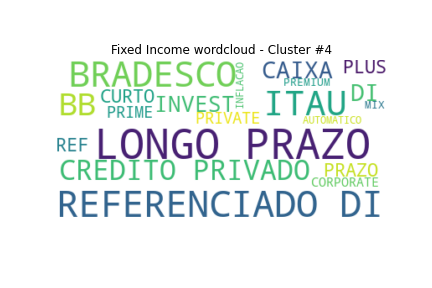 Fixed Income wordcloud - Cluster #4
BRADESCO
INFLACAO
CAIXA
PLUS
PREMIUM
BB
CURTO
INVEST
ITAU
DI
MIX
PRIME
PRIVATE
AUTOMATICO
REF
LONGO PRAZO
CREDITO PRIVADO
PRAZO
CORPORATE
REFERENCIADO DI